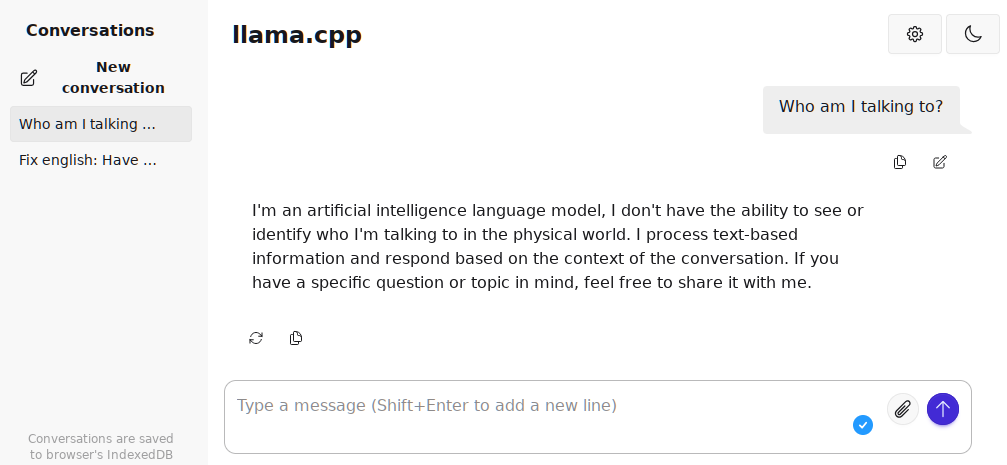 Conversations
New
conversation
Who am I talking ...
Fix english: Have ...
Conversations are saved
to browser's IndexedDB
llama.cpp
Who am I talking to?
I'm an artificial intelligence language model, I don't have the ability to see or
identify who I'm talking to in the physical world. I process text-based
information and respond based on the context of the conversation. If you
have a specific question or topic in mind, feel free to share it with me.
Type a message (Shift+Enter to add a new line)